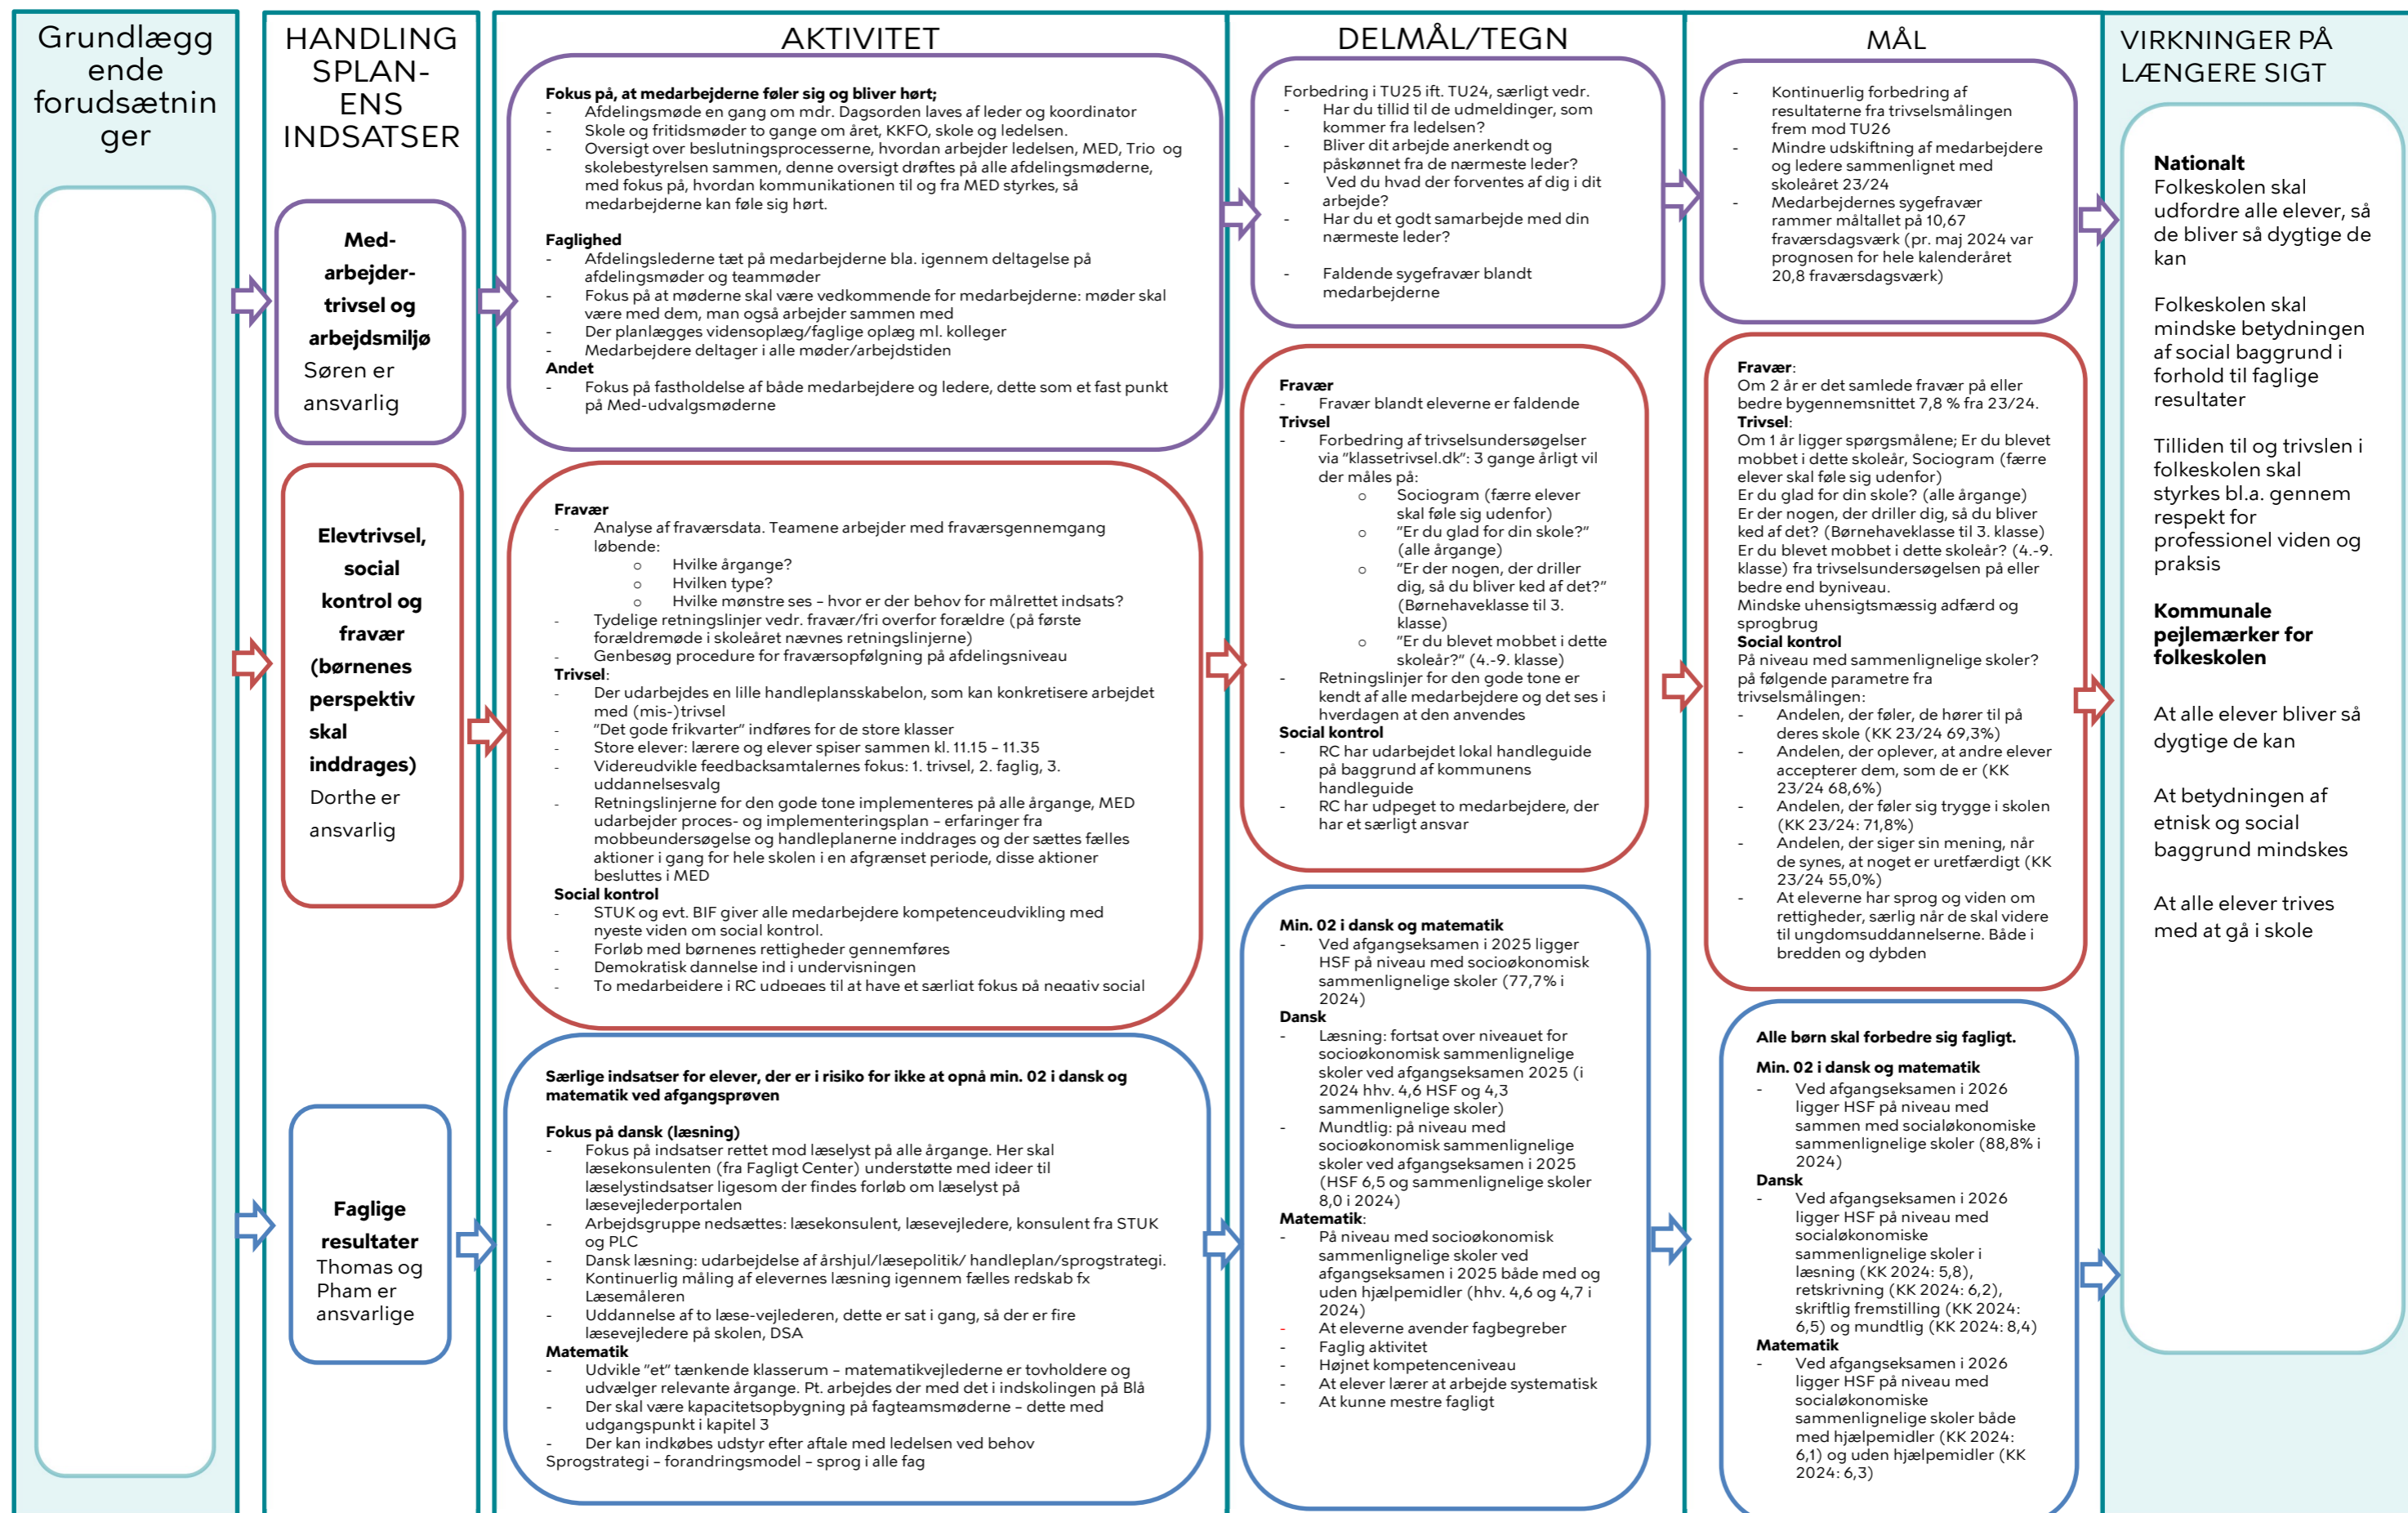 Grundlægg
ende
forudsætnin
ger
HANDLING
SPLAN-
ENS
INDSATSER
Med-
arbejder-
trivsel og
arbejdsmiljø
Søren er
ansvarlig
Elevtrivsel,
social
kontrol og
fravær
(børnenes
perspektiv
skal
inddrages)
Dorthe er
ansvarlig
Faglige
resultater
Thomas og
Pham er
ansvarlige
AKTIVITET
Fokus på, at medarbejderne føler sig og bliver hørt;
- Afdelingsmøde en gang om mdr. Dagsorden laves af leder og koordinator
- Skole og fritidsmøder to gange om året, KKFO, skole og ledelsen.
- Oversigt over beslutningsprocesserne, hvordan arbejder ledelsen, MED, Trio og
skolebestyrelsen sammen, denne oversigt drøftes på alle afdelingsmøderne,
med fokus på, hvordan kommunikationen til og fra MED styrkes, så
medarbejderne kan føle sig hørt.
Faglighed
- Afdelingslederne tæt på medarbejderne bla. igennem deltagelse på
afdelingsmøder og teammøder
- Fokus på at møderne skal være vedkommende for medarbejderne: møder skal
være med dem, man også arbejder sammen med
- Der planlægges vidensoplæg/faglige oplæg ml. kolleger
- Medarbejdere deltager i alle møder/arbejdstiden
Andet
- Fokus på fastholdelse af både medarbejdere og ledere, dette som et fast punkt
på Med-udvalgsmøderne
Fravær
- Analyse af fraværsdata. Teamene arbejder med fraværsgennemgang
løbende:
o Hvilke årgange?
o Hvilken type?
o Hvilke mønstre ses – hvor er der behov for målrettet indsats?
- Tydelige retningslinjer vedr. fravær/fri overfor forældre (på første
forældremøde i skoleåret nævnes retningslinjerne)
- Genbesøg procedure for fraværsopfølgning på afdelingsniveau
Trivsel:
- Der udarbejdes en lille handleplansskabelon, som kan konkretisere arbejdet
med (mis-)trivsel
- "Det gode frikvarter" indføres for de store klasser
- Store elever: lærere og elever spiser sammen kl. 11.15 – 11.35
- Videreudvikle feedbacksamtalernes fokus: 1. trivsel, 2. faglig, 3.
uddannelsesvalg
- Retningslinjerne for den gode tone implementeres på alle årgange, MED
udarbejder proces- og implementeringsplan – erfaringer fra
mobbeundersøgelse og handleplanerne inddrages og der sættes fælles
aktioner i gang for hele skolen i en afgrænset periode, disse aktioner
besluttes i MED
Social kontrol
- STUK og evt. BIF giver alle medarbejdere kompetenceudvikling med
nyeste viden om social kontrol.
- Forløb med børnenes rettigheder gennemføres
- Demokratisk dannelse ind i undervisningen
- To medarbejdere i RC udpeges til at have et særligt fokus på negativ social
Særlige indsatser for elever, der er i risiko for ikke at opnå min. 02 i dansk og
matematik ved afgangsprøven
Fokus på dansk (læsning)
- Fokus på indsatser rettet mod læselyst på alle årgange. Her skal
læsekonsulenten (fra Fagligt Center) understøtte med ideer til
læselystindsatser ligesom der findes forløb om læselyst på
læsevejlederportalen
- Arbejdsgruppe nedsættes: læsekonsulent, læsevejledere, konsulent fra STUK
og PLC
- Dansk læsning: udarbejdelse af årshjul/læsepolitik/ handleplan/sprogstrategi.
- Kontinuerlig måling af elevernes læsning igennem fælles redskab fx
Læsemåleren
- Uddannelse af to læse-vejlederen, dette er sat i gang, så der er fire
læsevejledere på skolen, DSA
Matematik
- Udvikle "et" tænkende klasserum – matematikvejlederne er tovholdere og
udvælger relevante årgange. Pt. arbejdes der med det i indskolingen på Blå
- Der skal være kapacitetsopbygning på fagteamsmøderne – dette med
udgangspunkt i kapitel 3
- Der kan indkøbes udstyr efter aftale med ledelsen ved behov
Sprogstrategi – forandringsmodel – sprog i alle fag
DELMÅL/TEGN
Forbedring i TU25 ift. TU24, særligt vedr.
- Har du tillid til de udmeldinger, som
kommer fra ledelsen?
- Bliver dit arbejde anerkendt og
påskønnet fra de nærmeste leder?
- Ved du hvad der forventes af dig i dit
arbejde?
- Har du et godt samarbejde med din
nærmeste leder?
- Faldende sygefravær blandt
medarbejderne
Fravær
- Fravær blandt eleverne er faldende
Trivsel
- Forbedring af trivselsundersøgelser
via "klassetrivsel.dk": 3 gange årligt vil
der måles på:
o Sociogram (færre elever
skal føle sig udenfor)
o "Er du glad for din skole?"
(alle årgange)
o "Er der nogen, der driller
dig, så du bliver ked af det?"
(Børnehaveklasse til 3.
klasse)
o "Er du blevet mobbet i dette
skoleår?" (4.-9. klasse)
- Retningslinjer for den gode tone er
kendt af alle medarbejdere og det ses i
hverdagen at den anvendes
Social kontrol
- RC har udarbejdet lokal handleguide
på baggrund af kommunens
handleguide
- RC har udpeget to medarbejdere, der
har et særligt ansvar
Min. 02 i dansk og matematik
- Ved afgangseksamen i 2025 ligger
HSF på niveau med socioøkonomisk
sammenlignelige skoler (77,7% i
2024)
Dansk
- Læsning: fortsat over niveauet for
socioøkonomisk sammenlignelige
skoler ved afgangseksamen 2025 (i
2024 hhv. 4,6 HSF og 4,3
sammenlignelige skoler)
- Mundtlig: på niveau med
socioøkonomisk sammenlignelige
skoler ved afgangseksamen i 2025
(HSF 6,5 og sammenlignelige skoler
8,0 i 2024)
Matematik:
- På niveau med socioøkonomisk
sammenlignelige skoler ved
afgangseksamen i 2025 både med og
uden hjælpemidler (hhv. 4,6 og 4,7 i
2024)
- At eleverne avender fagbegreber
- Faglig aktivitet
- Højnet kompetenceniveau
- At elever lærer at arbejde systematisk
- At kunne mestre fagligt
MÅL
- Kontinuerlig forbedring af
resultaterne fra trivselsmålingen
frem mod TU26
- Mindre udskiftning af medarbejdere
og ledere sammenlignet med
skoleåret 23/24
- Medarbejdernes sygefravær
rammer måltallet på 10,67
fraværsdagsværk (pr. maj 2024 var
prognosen for hele kalenderåret
20,8 fraværsdagsværk)
Fravær:
Om 2 år er det samlede fravær på eller
bedre bygennemsnittet 7,8 % fra 23/24.
Trivsel:
Om 1 år ligger spørgsmålene; Er du blevet
mobbet i dette skoleår, Sociogram (færre
elever skal føle sig udenfor)
Er du glad for din skole? (alle årgange)
Er der nogen, der driller dig, så du bliver
ked af det? (Børnehaveklasse til 3. klasse)
Er du blevet mobbet i dette skoleår? (4.-9.
klasse) fra trivselsundersøgelsen på eller
bedre end byniveau.
Mindske uhensigtsmæssig adfærd og
sprogbrug
Social kontrol
På niveau med sammenlignelige skoler?
på følgende parametre fra
trivselsmålingen:
- Andelen, der føler, de hører til på
deres skole (KK 23/24 69,3%)
- Andelen, der oplever, at andre elever
accepterer dem, som de er (KK
23/24 68,6%)
- Andelen, der føler sig trygge i skolen
(KK 23/24: 71,8%)
- Andelen, der siger sin mening, når
de synes, at noget er uretfærdigt (KK
23/24 55,0%)
- At eleverne har sprog og viden om
rettigheder, særlig når de skal videre
til ungdomsuddannelserne. Både i
bredden og dybden
Alle børn skal forbedre sig fagligt.
Min. 02 i dansk og matematik
- Ved afgangseksamen i 2026
ligger HSF på niveau med
sammen med socialøkonomiske
sammenlignelige skoler (88,8% i
2024)
Dansk
- Ved afgangseksamen i 2026
ligger HSF på niveau med
socialøkonomiske
sammenlignelige skoler i
læsning (KK 2024: 5,8),
retskrivning (KK 2024: 6,2),
skriftlig fremstilling (KK 2024:
6,5) og mundtlig (KK 2024: 8,4)
Matematik
- Ved afgangseksamen i 2026
ligger HSF på niveau med
socialøkonomiske
sammenlignelige skoler både
med hjælpemidler (KK 2024:
6,1) og uden hjælpemidler (KK
2024: 6,3)
VIRKNINGER PÅ
LÆNGERE SIGT
Nationalt
Folkeskolen skal
udfordre alle elever, så
de bliver så dygtige de
kan
Folkeskolen skal
mindske betydningen
af social baggrund i
forhold til faglige
resultater
Tilliden til og trivslen i
folkeskolen skal
styrkes bl.a. gennem
respekt for
professionel viden og
praksis
Kommunale
pejlemærker for
folkeskolen
At alle elever bliver så
dygtige de kan
At betydningen af
etnisk og social
baggrund mindskes
At alle elever trives
med at gå i skole